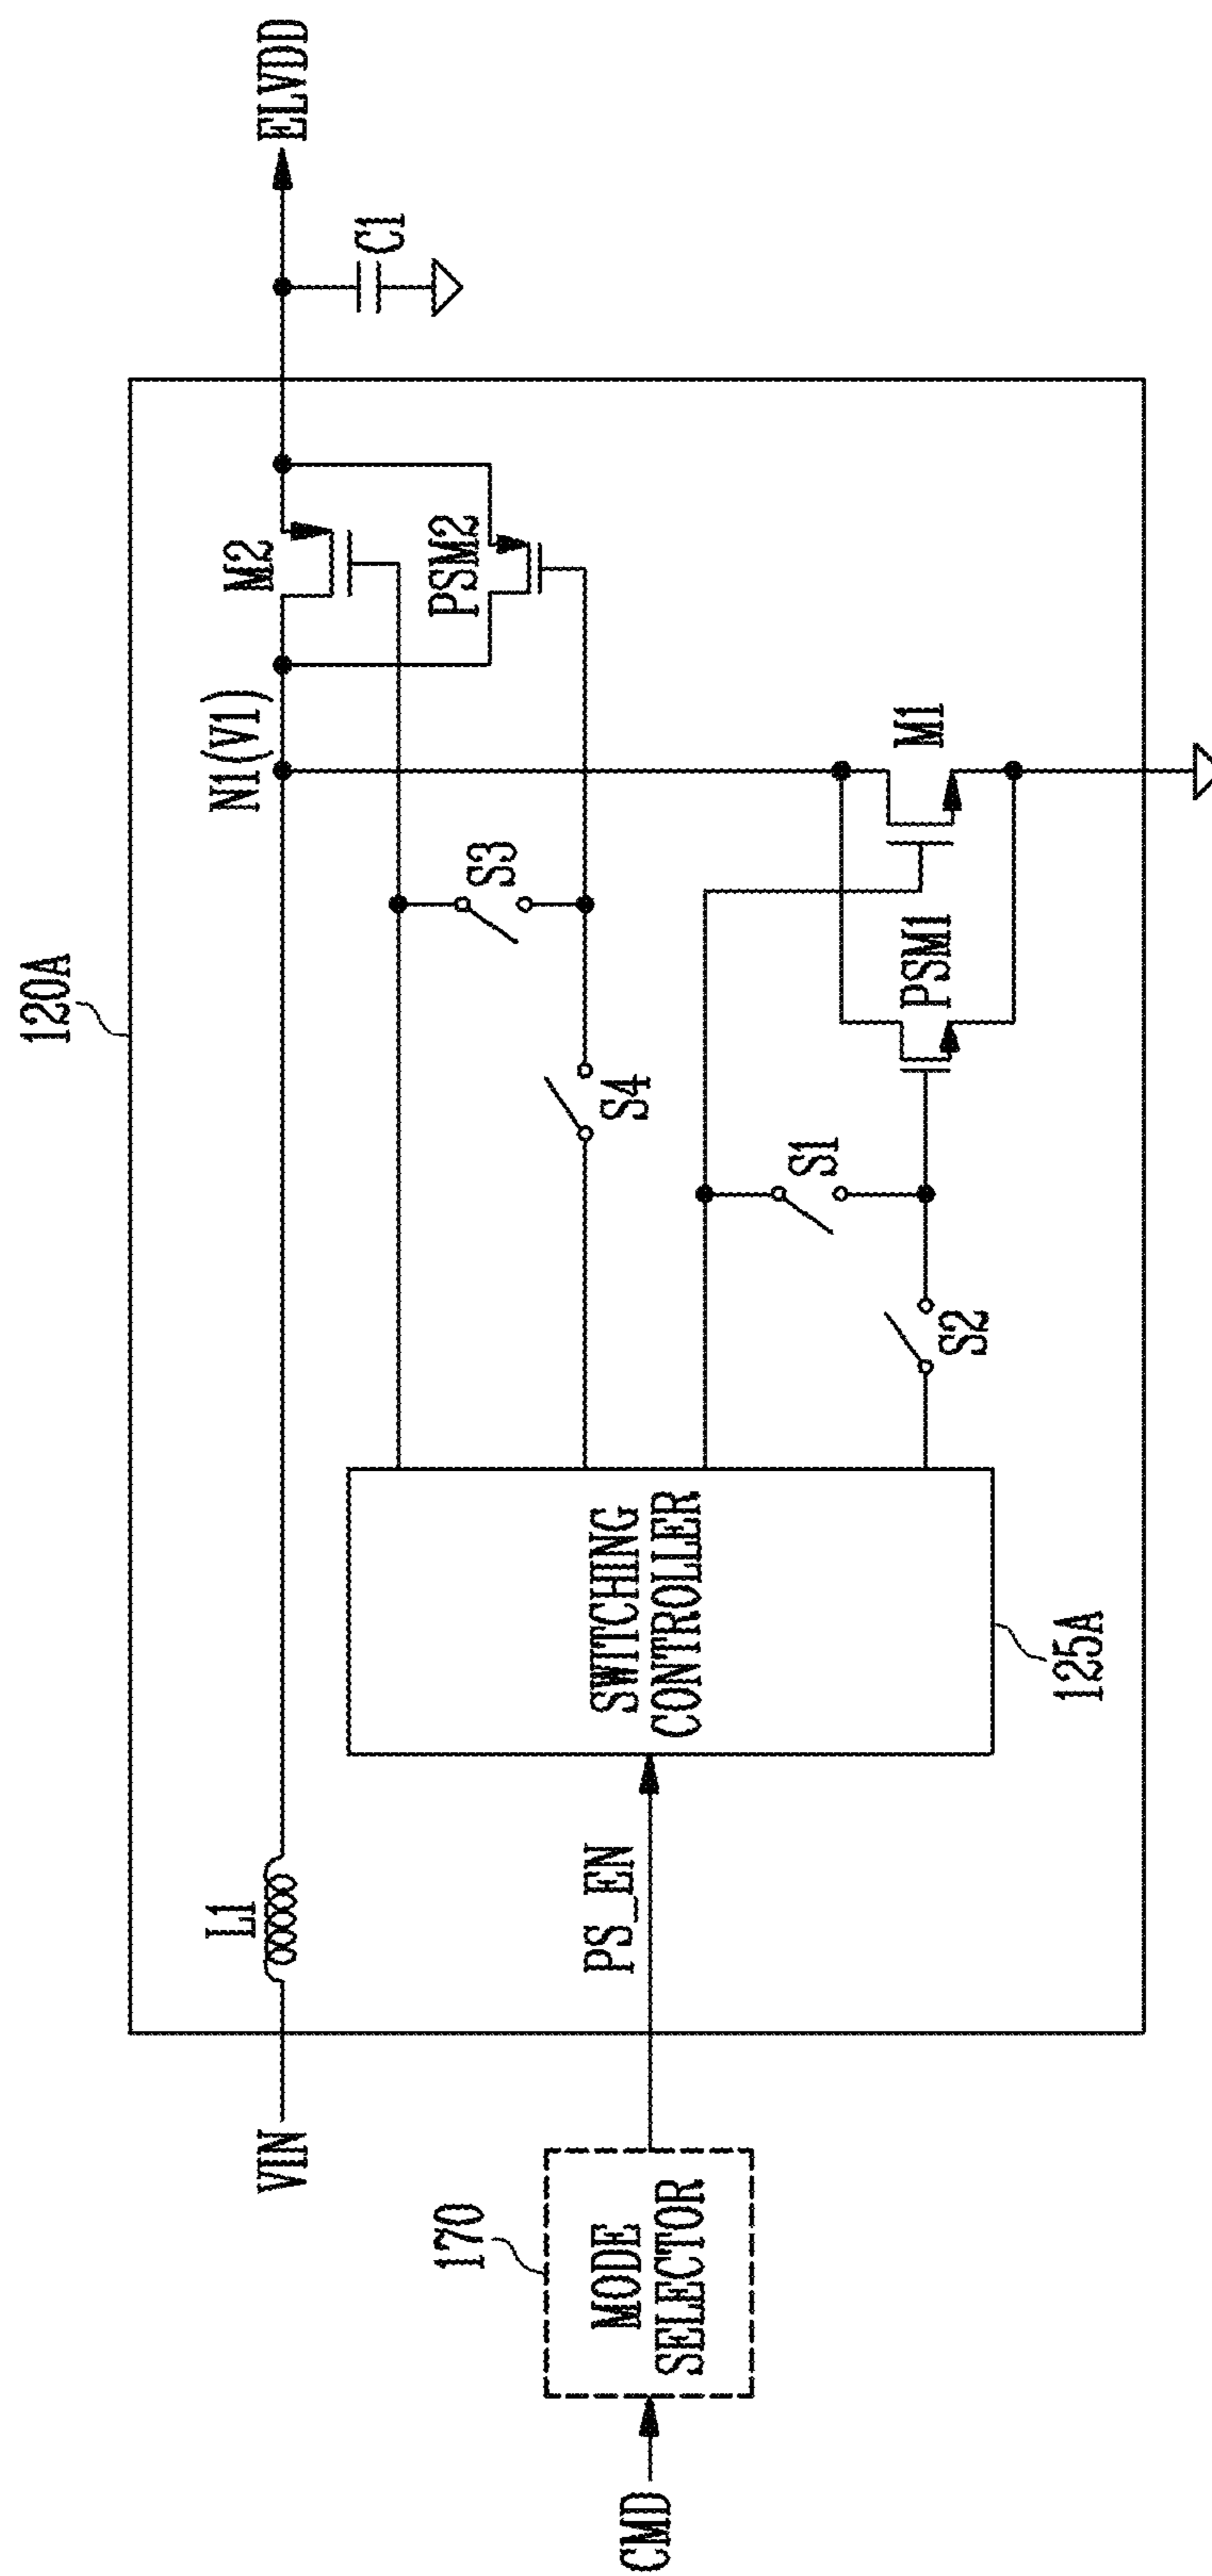 120A
VIN
L1
N1(V1)
M2
ELVDD
PSM2
C1
S3
S4
170
MODE
SELECTOR
CMD
PS_EN
SWITCHING
CONTROLLER
125A
S1
S2
PSM1
M1